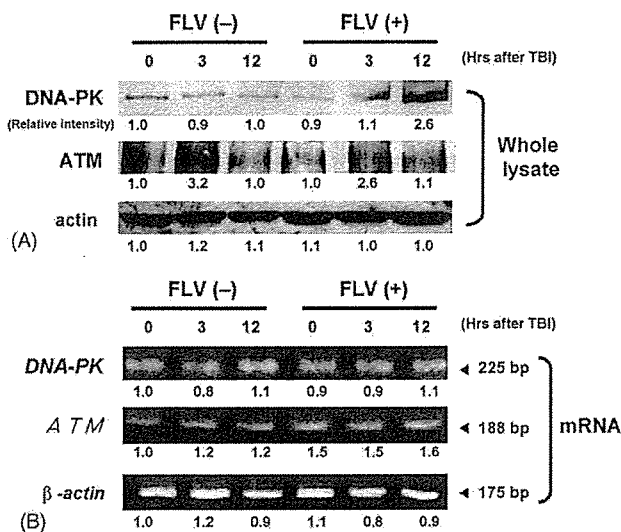 FLV (–) FLV (+)
0 3 12 0 3 12 (Hrs after TBI)
DNA-PK
(Relative intensity) 1.0 0.9 1.0 0.9 1.1 2.6
ATM
1.0 3.2 1.0 1.0 2.6 1.1
actin
1.0 1.2 1.1 1.1 1.0 1.0
Whole
lysate
(A)
FLV (–) FLV (+)
0 3 12 0 3 12 (Hrs after TBI)
DNA-PK 225 bp
1.0 0.8 1.1 0.9 0.9 1.1
ATM 188 bp
1.0 1.2 1.2 1.5 1.5 1.6
β-actin 175 bp
1.0 1.2 0.9 1.1 0.8 0.9
mRNA
(B)